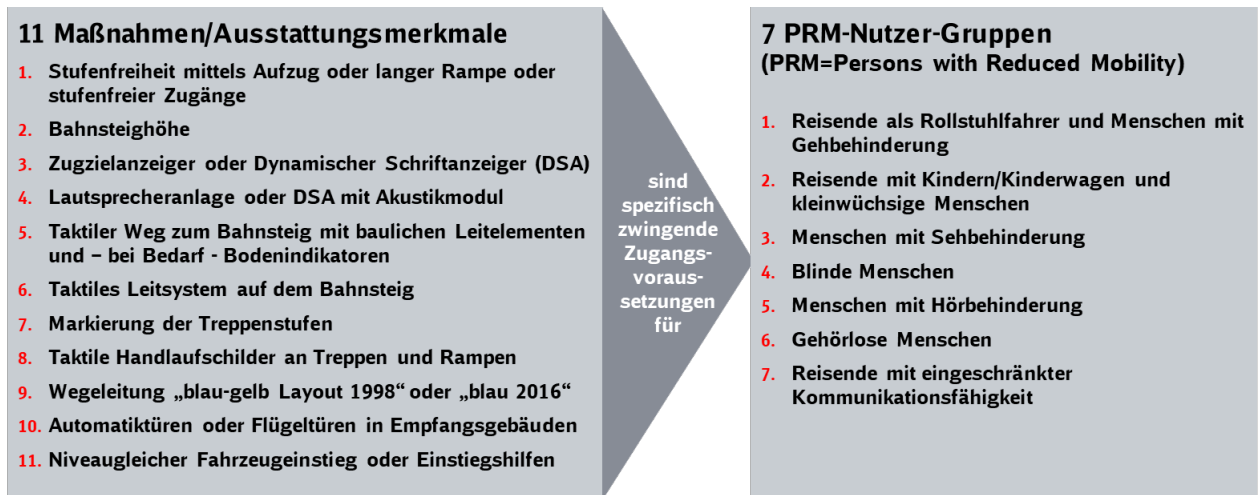 11 Maßnahmen/Ausstattungsmerkmale
1. Stufenfreiheit mittels Aufzug oder langer Rampe oder
stufenfreier Zugänge
2. Bahnsteighöhe
3. Zugzielanzeiger oder Dynamischer Schriftanzeiger (DSA)
4. Lautsprecheranlage oder DSA mit Akustikmodul
5. Taktiler Weg zum Bahnsteig mit baulichen Leitelementen
und – bei Bedarf - Bodenindikatoren
6. Taktiles Leitsystem auf dem Bahnsteig
7. Markierung der Treppenstufen
8. Taktile Handlaufschilder an Treppen und Rampen
9. Wegeleitung „blau-gelb Layout 1998“ oder „blau 2016“
10. Automatiktüren oder Flügeltüren in Empfangsgebäuden
11. Niveaugleicher Fahrzeugeinstieg oder Einstiegshilfen
sind
spezifisch
zwingende
Zugangs-
voraus-
setzungen
für
7 PRM-Nutzer-Gruppen
(PRM=Persons with Reduced Mobility)
1. Reisende als Rollstuhlfahrer und Menschen mit
Gehbehinderung
2. Reisende mit Kindern/Kinderwagen und
kleinwüchsige Menschen
3. Menschen mit Sehbehinderung
4. Blinde Menschen
5. Menschen mit Hörbehinderung
6. Gehörlose Menschen
7. Reisende mit eingeschränkter
Kommunikationsfähigkeit